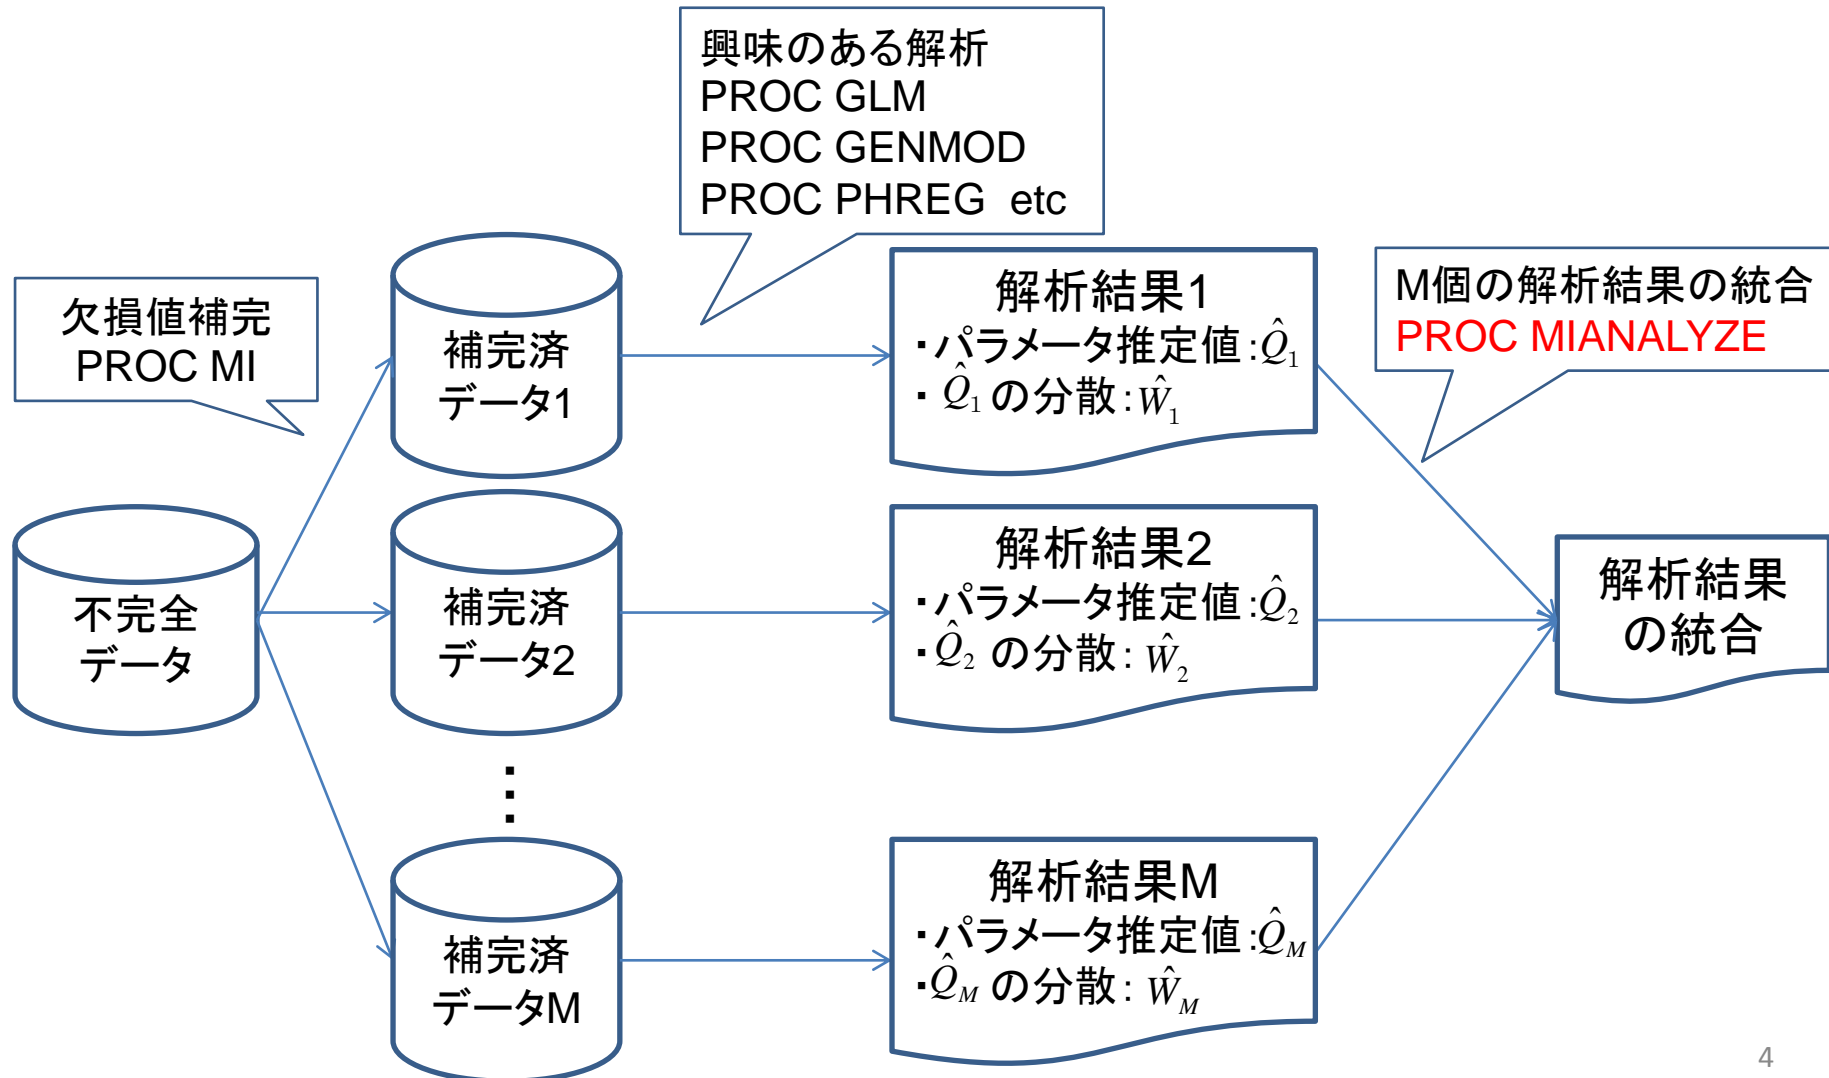 興味のある解析
PROC GLM
PROC GENMOD
PROC PHREG etc
欠損値補完
PROC MI
補完済
データ1
解析結果1
・パラメータ推定値:Q̂₁
・Q̂₁の分散:Ŵ₁
M個の解析結果の統合
PROC MIANALYZE
不完全
データ
補完済
データ2
解析結果2
・パラメータ推定値:Q̂₂
・Q̂₂の分散:Ŵ₂
解析結果
の統合
⋮
補完済
データM
解析結果M
・パラメータ推定値:Q̂_M
・Q̂_Mの分散:Ŵ_M
4